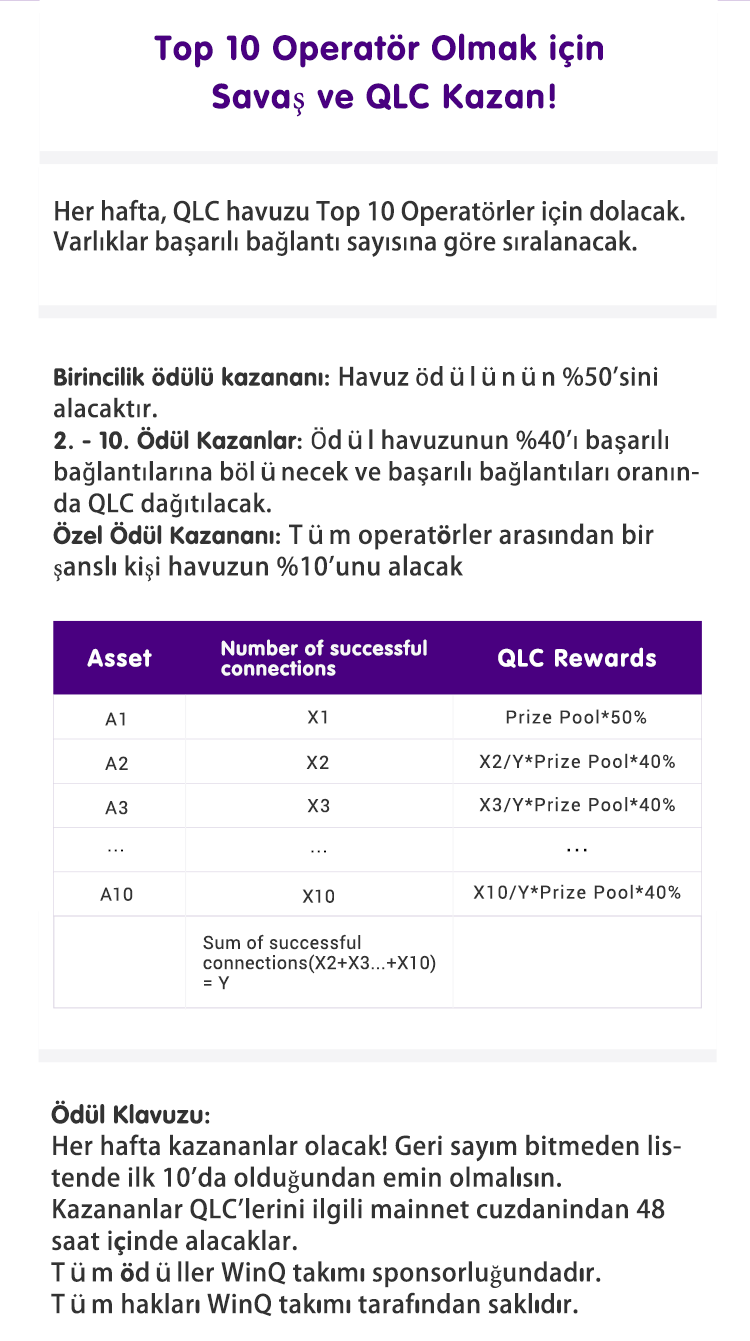 Top 10 Operatör Olmak için
Savaş ve QLC Kazan!
Her hafta, QLC havuzu Top 10 Operatörler için dolacak.
Varlıklar başarılı bağlantı sayısına göre sıralanacak.
Birincilik ödülü kazananı: Havuz ödülünün %50’sini
alacaktır.
2. - 10. Ödül Kazanlar: Ödül havuzunun %40’ı başarılı
bağlantılarına bölünecek ve başarılı bağlantıları oranın-
da QLC dağıtılacak.
Özel Ödül Kazananı: Tüm operatörler arasından bir
şanslı kişi havuzun %10’unu alacak
Asset Number of successful connections QLC Rewards
A1 X1 Prize Pool*50%
A2 X2 X2/Y*Prize Pool*40%
A3 X3 X3/Y*Prize Pool*40%
... ... ...
A10 X10 X10/Y*Prize Pool*40%
Sum of successful
connections(X2+X3...+X10)
= Y
Ödül Klavuzu:
Her hafta kazananlar olacak! Geri sayım bitmeden lis-
tende ilk 10’da olduğundan emin olmalısın.
Kazananlar QLC’lerini ilgili mainnet cuzdanindan 48
saat içinde alacaklar.
Tüm ödüller WinQ takımı sponsorluğundadır.
Tüm hakları WinQ takımı tarafından saklıdır.